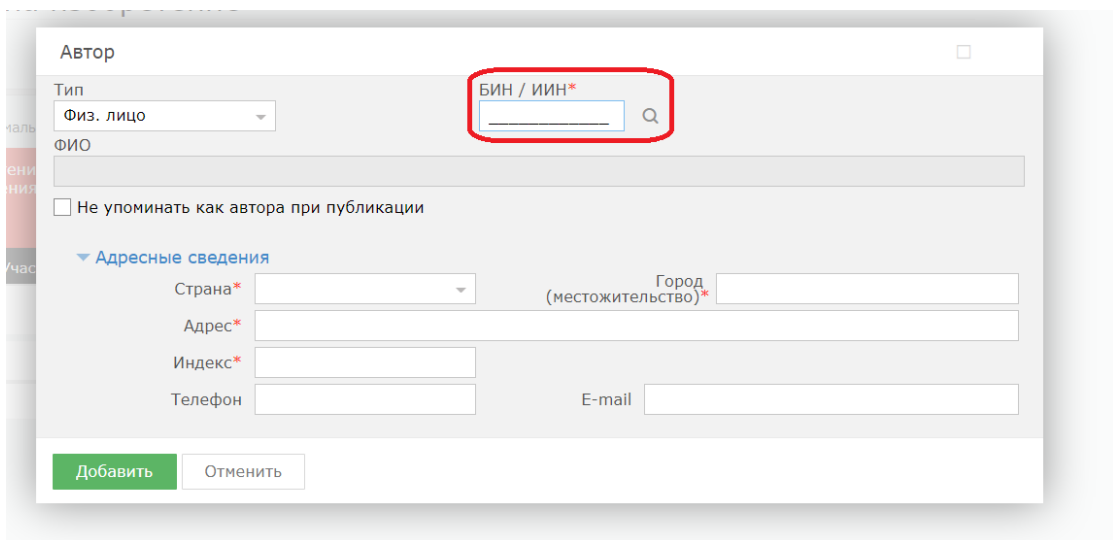 Автор
Тип
БИН / ИИН*
Физ. лицо
____________
ФИО
Не упоминать как автора при публикации
Адресные сведения
Страна*
Город
(местожительство)*
Адрес*
Индекс*
Телефон
E-mail
Добавить
Отменить